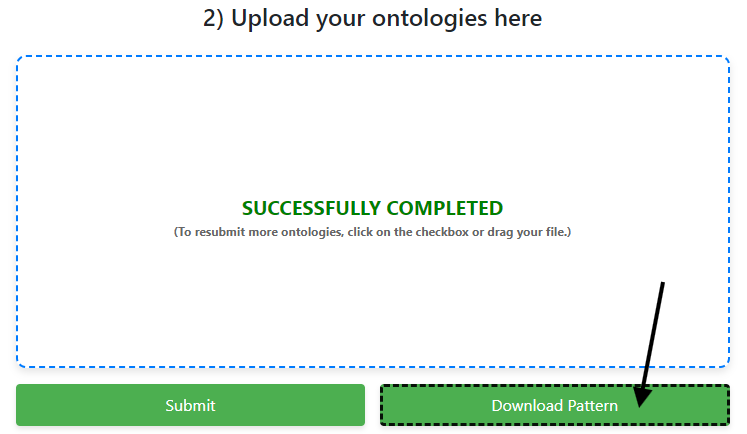 2) Upload your ontologies here
SUCCESSFULLY COMPLETED
(To resubmit more ontologies, click on the checkbox or drag your file.)
Submit
Download Pattern